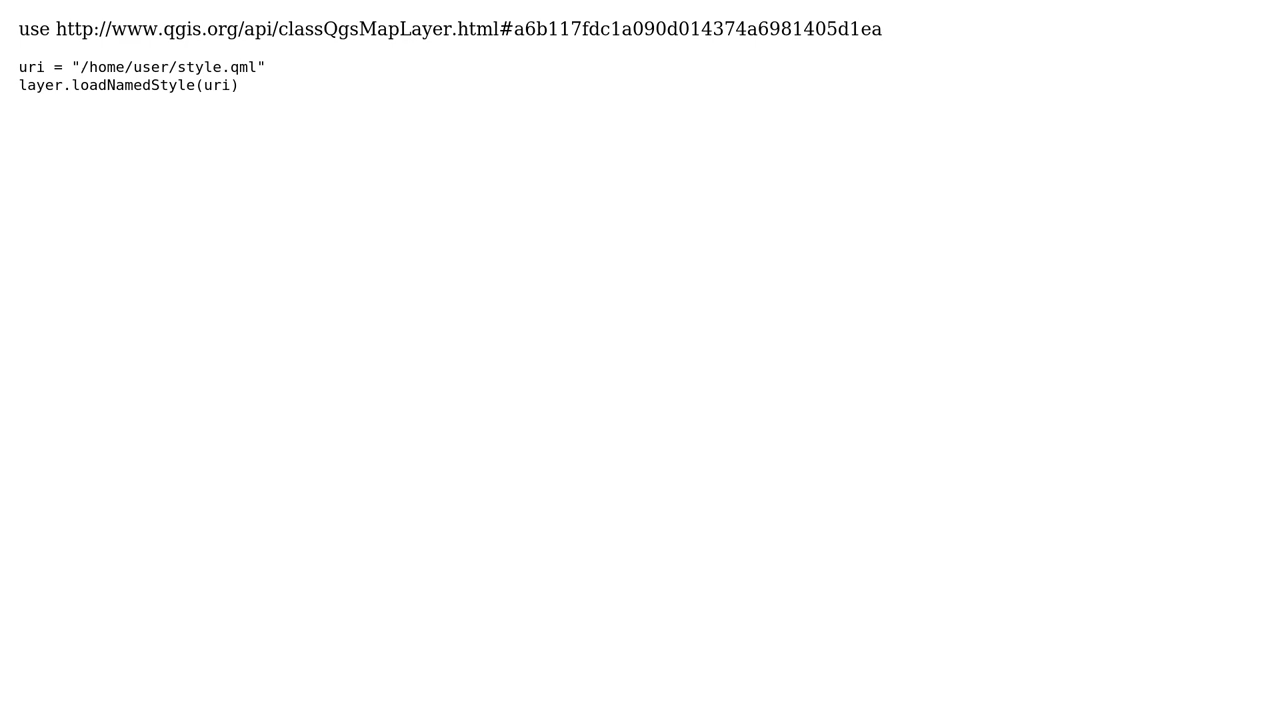 use http://www.qgis.org/api/classQgsMapLayer.html#a6b117fdc1a090d014374a6981405d1ea
uri = "/home/user/style.qml"
layer.loadNamedStyle(uri)